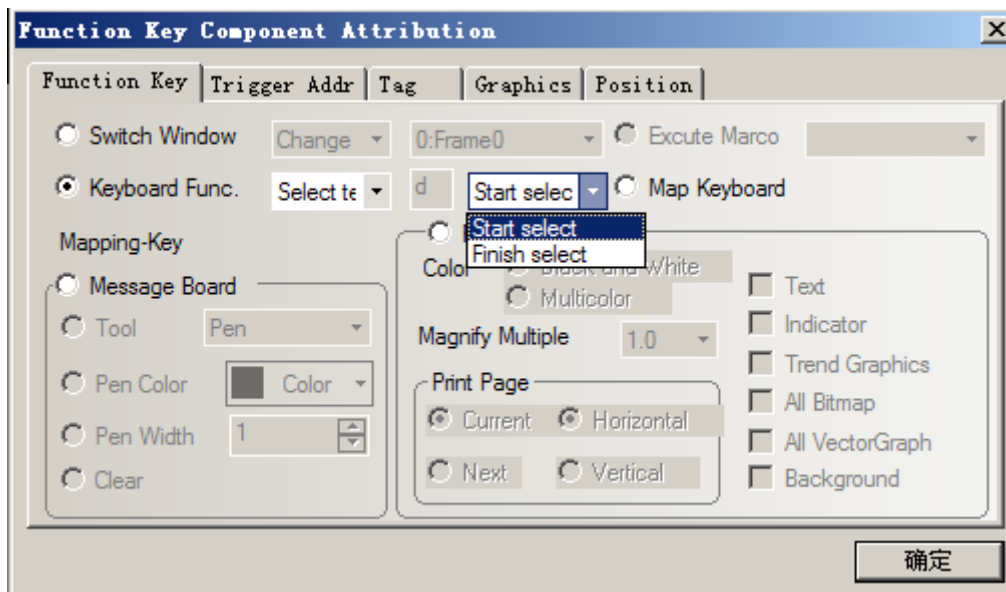 Function Key Component Attribution
Function Key Trigger Addr Tag Graphics Position
Switch Window Change 0:Frame0 Excute Marco
Keyboard Func. Select te d Start selec Map Keyboard
Start select
Finish select
Mapping-Key
Message Board
Tool Pen
Pen Color Color
Pen Width 1
Clear
Color Black and White
Multicolor
Magnify Multiple 1.0
Print Page
Current Horizontal
Next Vertical
Text
Indicator
Trend Graphics
All Bitmap
All VectorGraph
Background
确定